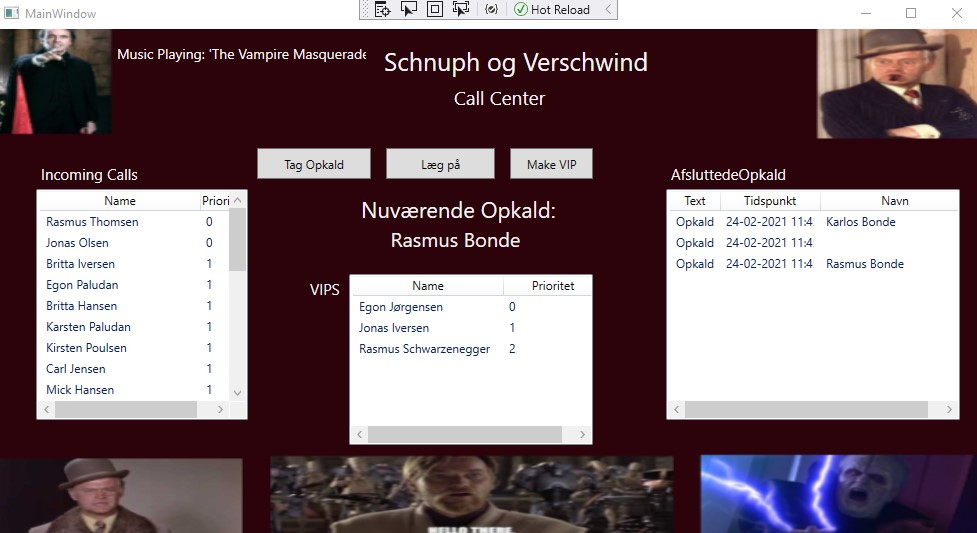 MainWindow
Hot Reload
Music Playing: 'The Vampire Masquerade
Schnuph og Verschwind
Call Center
Tag Opkald
Læg på
Make VIP
Incoming Calls
Name Priori
Rasmus Thomsen 0
Jonas Olsen 0
Britta Iversen 1
Egon Paludan 1
Britta Hansen 1
Karsten Paludan 1
Kirsten Poulsen 1
Carl Jensen 1
Mick Hansen 1
Nuværende Opkald:
Rasmus Bonde
VIPS
Name Prioritet
Egon Jørgensen 0
Jonas Iversen 1
Rasmus Schwarzenegger 2
AfsluttedeOpkald
Text Tidspunkt Navn
Opkald 24-02-2021 11:4 Karlos Bonde
Opkald 24-02-2021 11:4
Opkald 24-02-2021 11:4 Rasmus Bonde
HELLO THERE